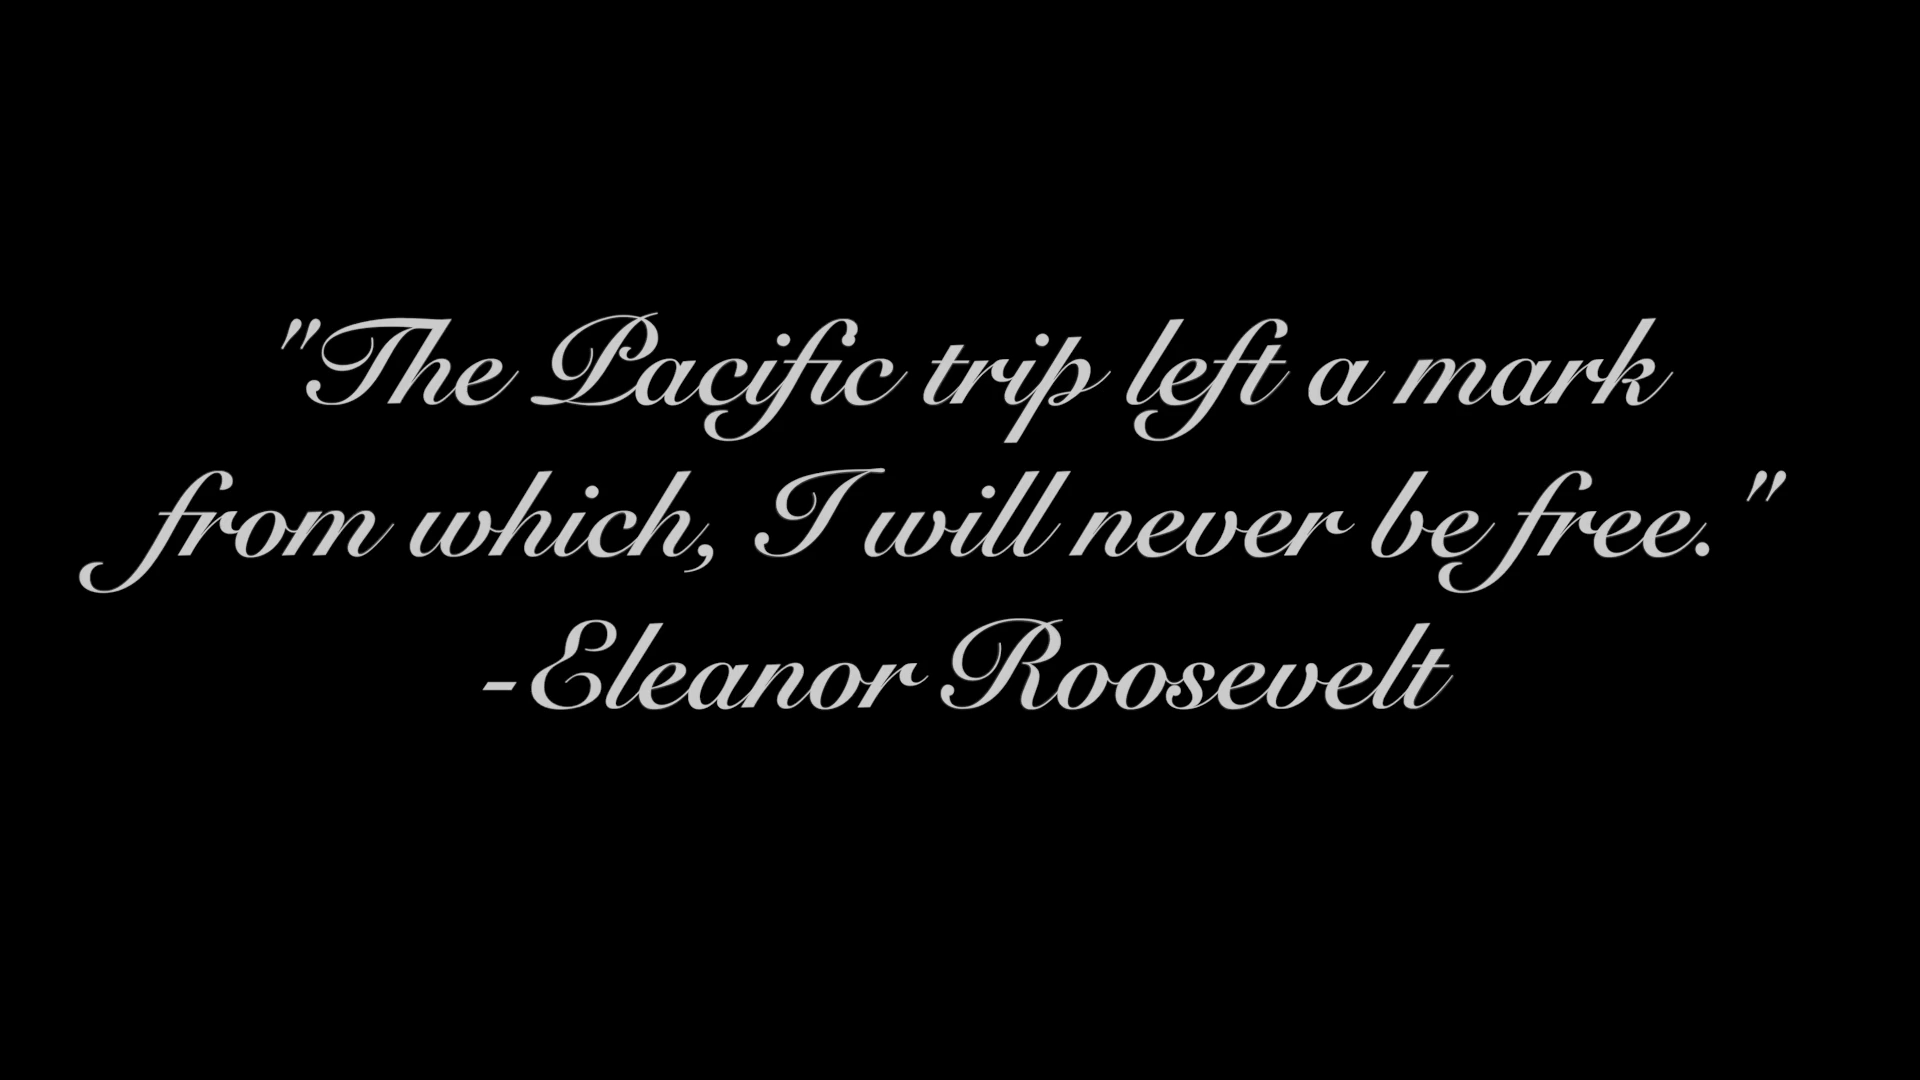 "The Pacific trip left a mark
from which, I will never be free."
-Eleanor Roosevelt